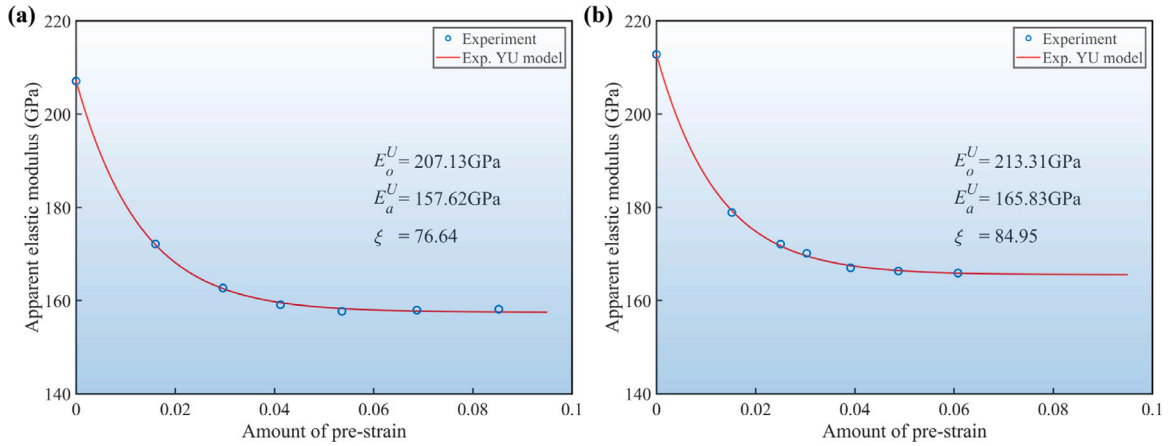 (a)
220
200
180
160
140
0
0.02
0.04
0.06
0.08
0.1
Apparent elastic modulus (GPa)
Amount of pre-strain
Experiment
Exp. YU model
E_o^U = 207.13GPa
E_a^U = 157.62GPa
ξ = 76.64
(b)
220
200
180
160
140
0
0.02
0.04
0.06
0.08
0.1
Apparent elastic modulus (GPa)
Amount of pre-strain
Experiment
Exp. YU model
E_o^U = 213.31GPa
E_a^U = 165.83GPa
ξ = 84.95